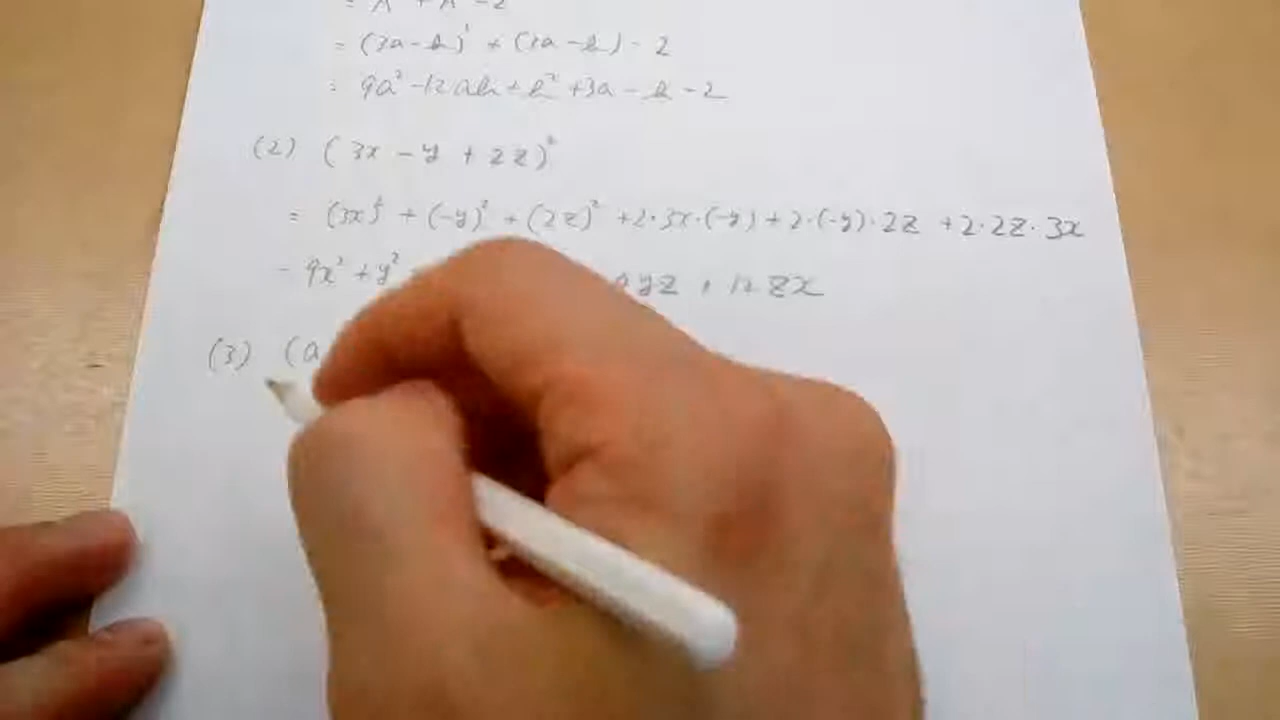 = (3a-b)² + (3a-b) - 2
= 9a² -12ab + b² +3a - b - 2
(2) (3x - y + 2z)²
= (3x)² + (-y)² + (2z)² +2·3x·(-y) + 2·(-y)·2z +2·2z·3x
= 9x² + y² yz + 12zx
(3) (a